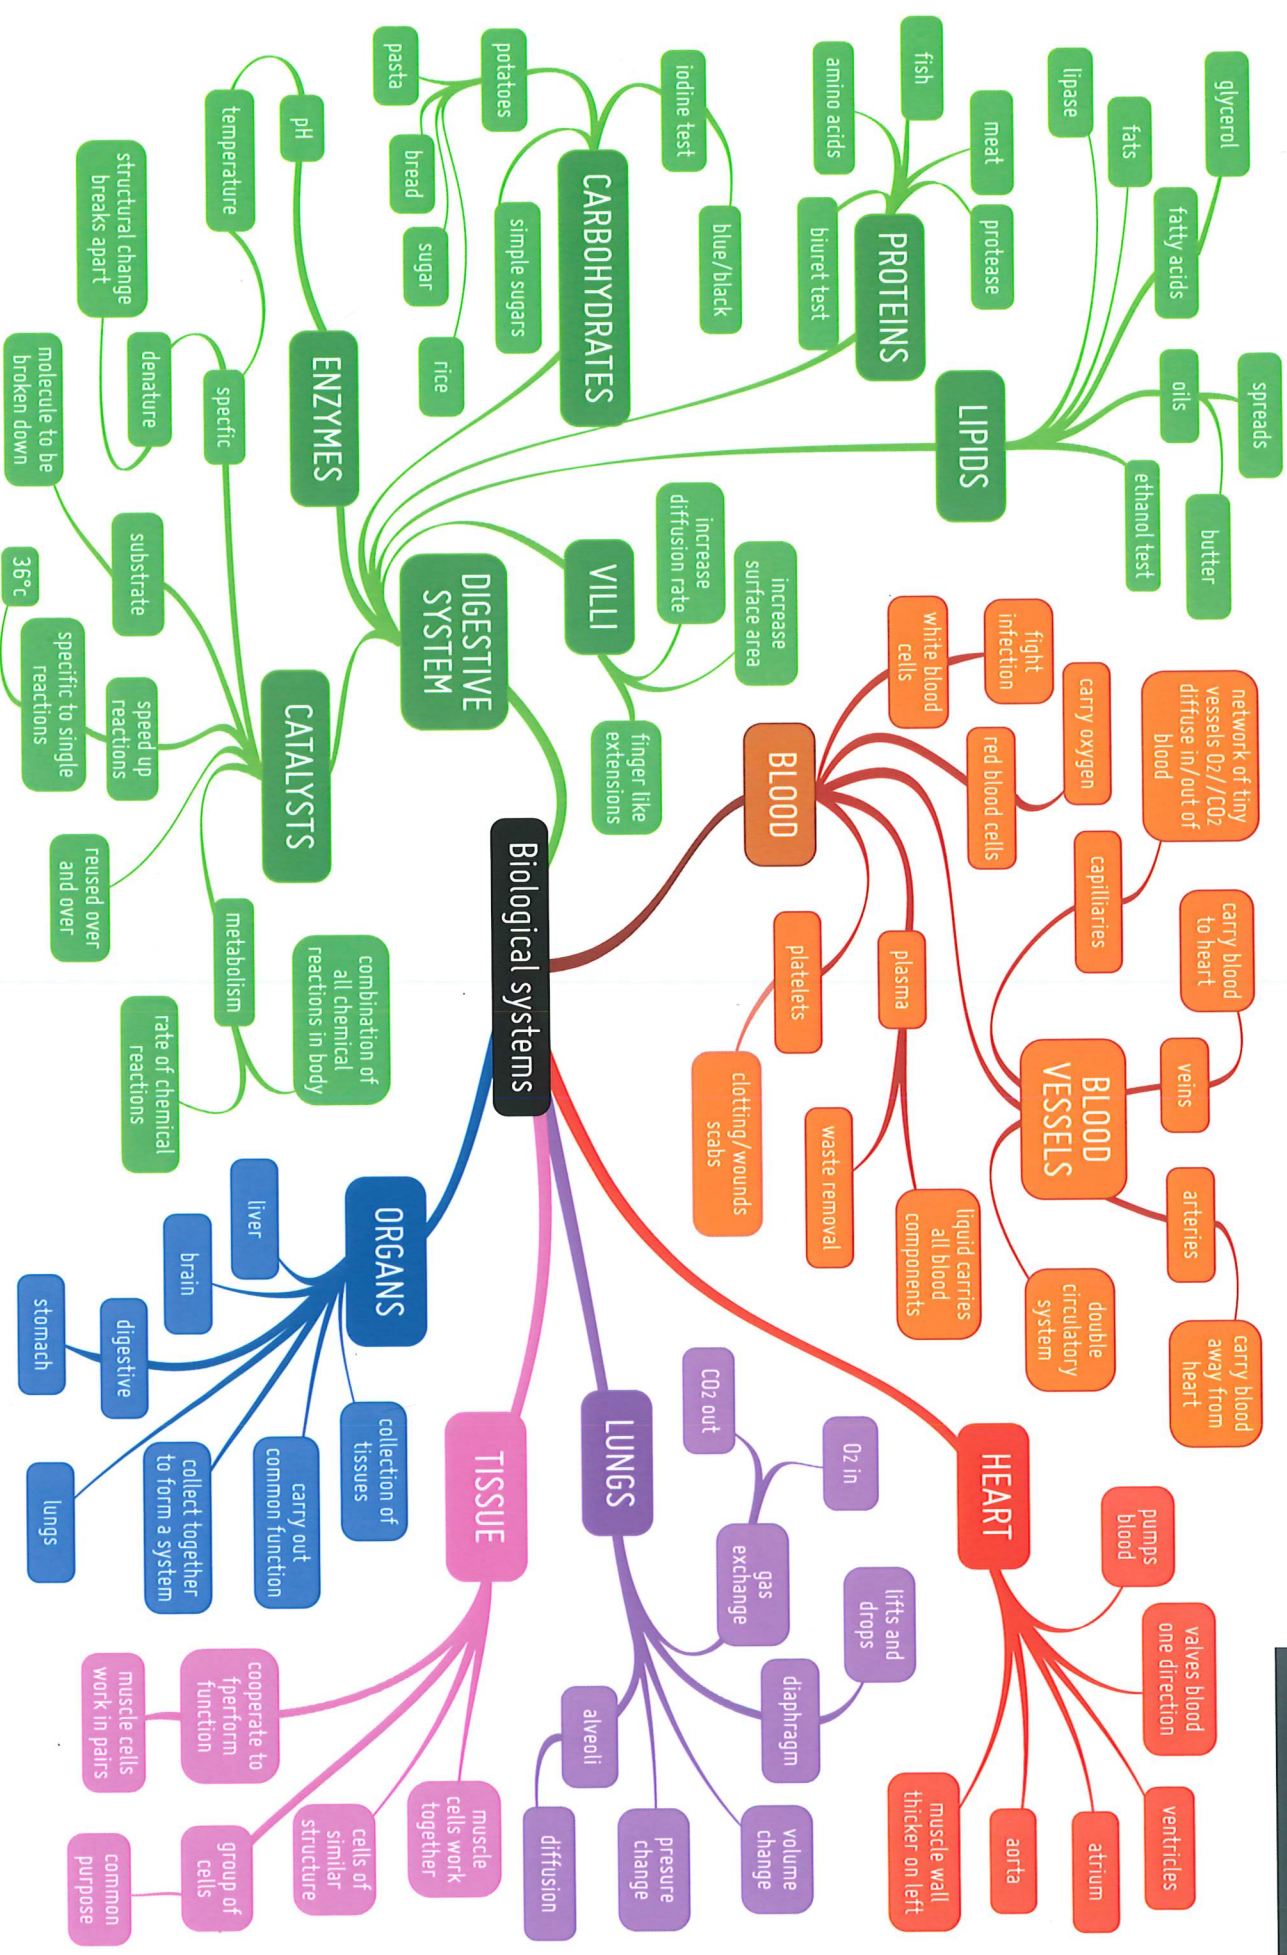 Biological systems
DIGESTIVE
SYSTEM
LIPIDS
glycerol
fatty acids
fats
lipase
oils
spreads
butter
ethanol test
PROTEINS
fish
meat
amino acids
protease
biuret test
CARBOHYDRATES
iodine test
blue/black
potatoes
pasta
bread
sugar
rice
simple sugars
ENZYMES
pH
temperature
specfic
denature
structural change
breaks apart
VILLI
increase
surface area
increase
diffusion rate
finger like
extensions
CATALYSTS
substrate
molecule to be
broken down
speed up
reactions
specific to single
reactions
36°c
reused over
and over
metabolism
combination of
all chemical
reactions in body
rate of chemical
reactions
BLOOD
white blood
cells
fight
infection
red blood cells
carry oxygen
plasma
liquid carries
all blood
components
waste removal
platelets
clotting/wounds
scabs
BLOOD
VESSELS
capilliaries
network of tiny
vessels O2//CO2
diffuse in/out of
blood
veins
carry blood
to heart
arteries
carry blood
away from
heart
double
circulatory
system
HEART
pumps
blood
valves blood
one direction
ventricles
atrium
aorta
muscle wall
thicker on left
LUNGS
gas
exchange
O2 in
CO2 out
diaphragm
lifts and
drops
volume
change
presure
change
alveoli
diffusion
TISSUE
muscle
cells work
together
cells of
similar
structure
group of
cells
common
purpose
cooperate to
fperform
function
muscle cells
work in pairs
ORGANS
liver
brain
digestive
stomach
lungs
collect together
to form a system
carry out
common function
collection of
tissues